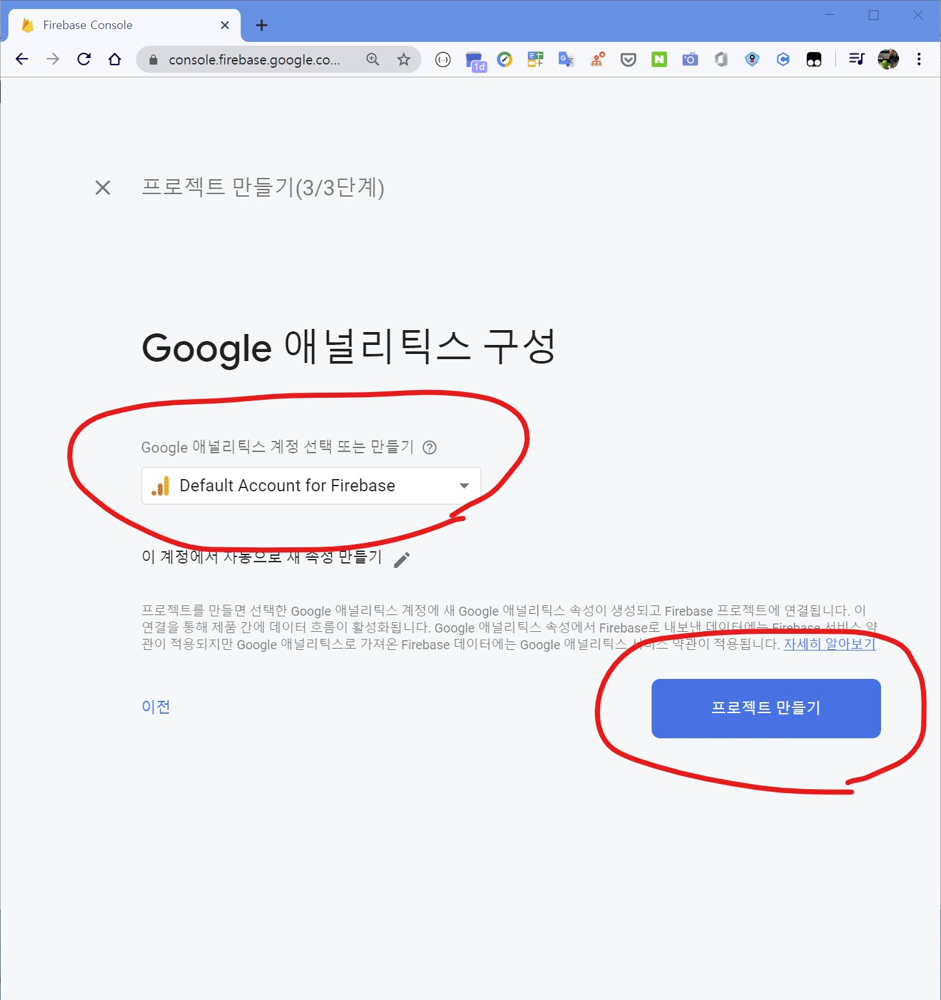 Firebase Console
console.firebase.google.co...
1d
프로젝트 만들기(3/3단계)
Google 애널리틱스 구성
Google 애널리틱스 계정 선택 또는 만들기
Default Account for Firebase
이 계정에서 자동으로 새 속성 만들기
프로젝트를 만들면 선택한 Google 애널리틱스 계정에 새 Google 애널리틱스 속성이 생성되고 Firebase 프로젝트에 연결됩니다. 이
연결을 통해 제품 간에 데이터 흐름이 활성화됩니다. Google 애널리틱스 속성에서 Firebase로 내보낸 데이터에는 Firebase 서비스 약
관이 적용되지만 Google 애널리틱스로 가져온 Firebase 데이터에는 Google 애널리틱스 서비스 약관이 적용됩니다. 자세히 알아보기
이전
프로젝트 만들기